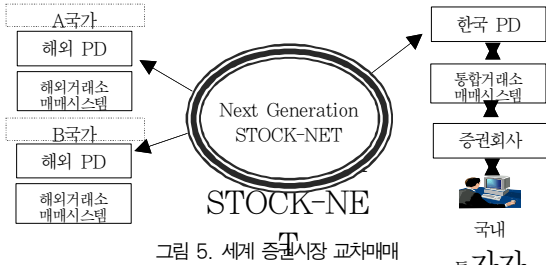 A국가
해외 PD
해외거래소
매매시스템
B국가
해외 PD
해외거래소
매매시스템
Next Generation
STOCK-NET
STOCK-NE
T
한국 PD
통합거래소
매매시스템
증권회사
국내
그림 5. 세계 증권시장 교차매매